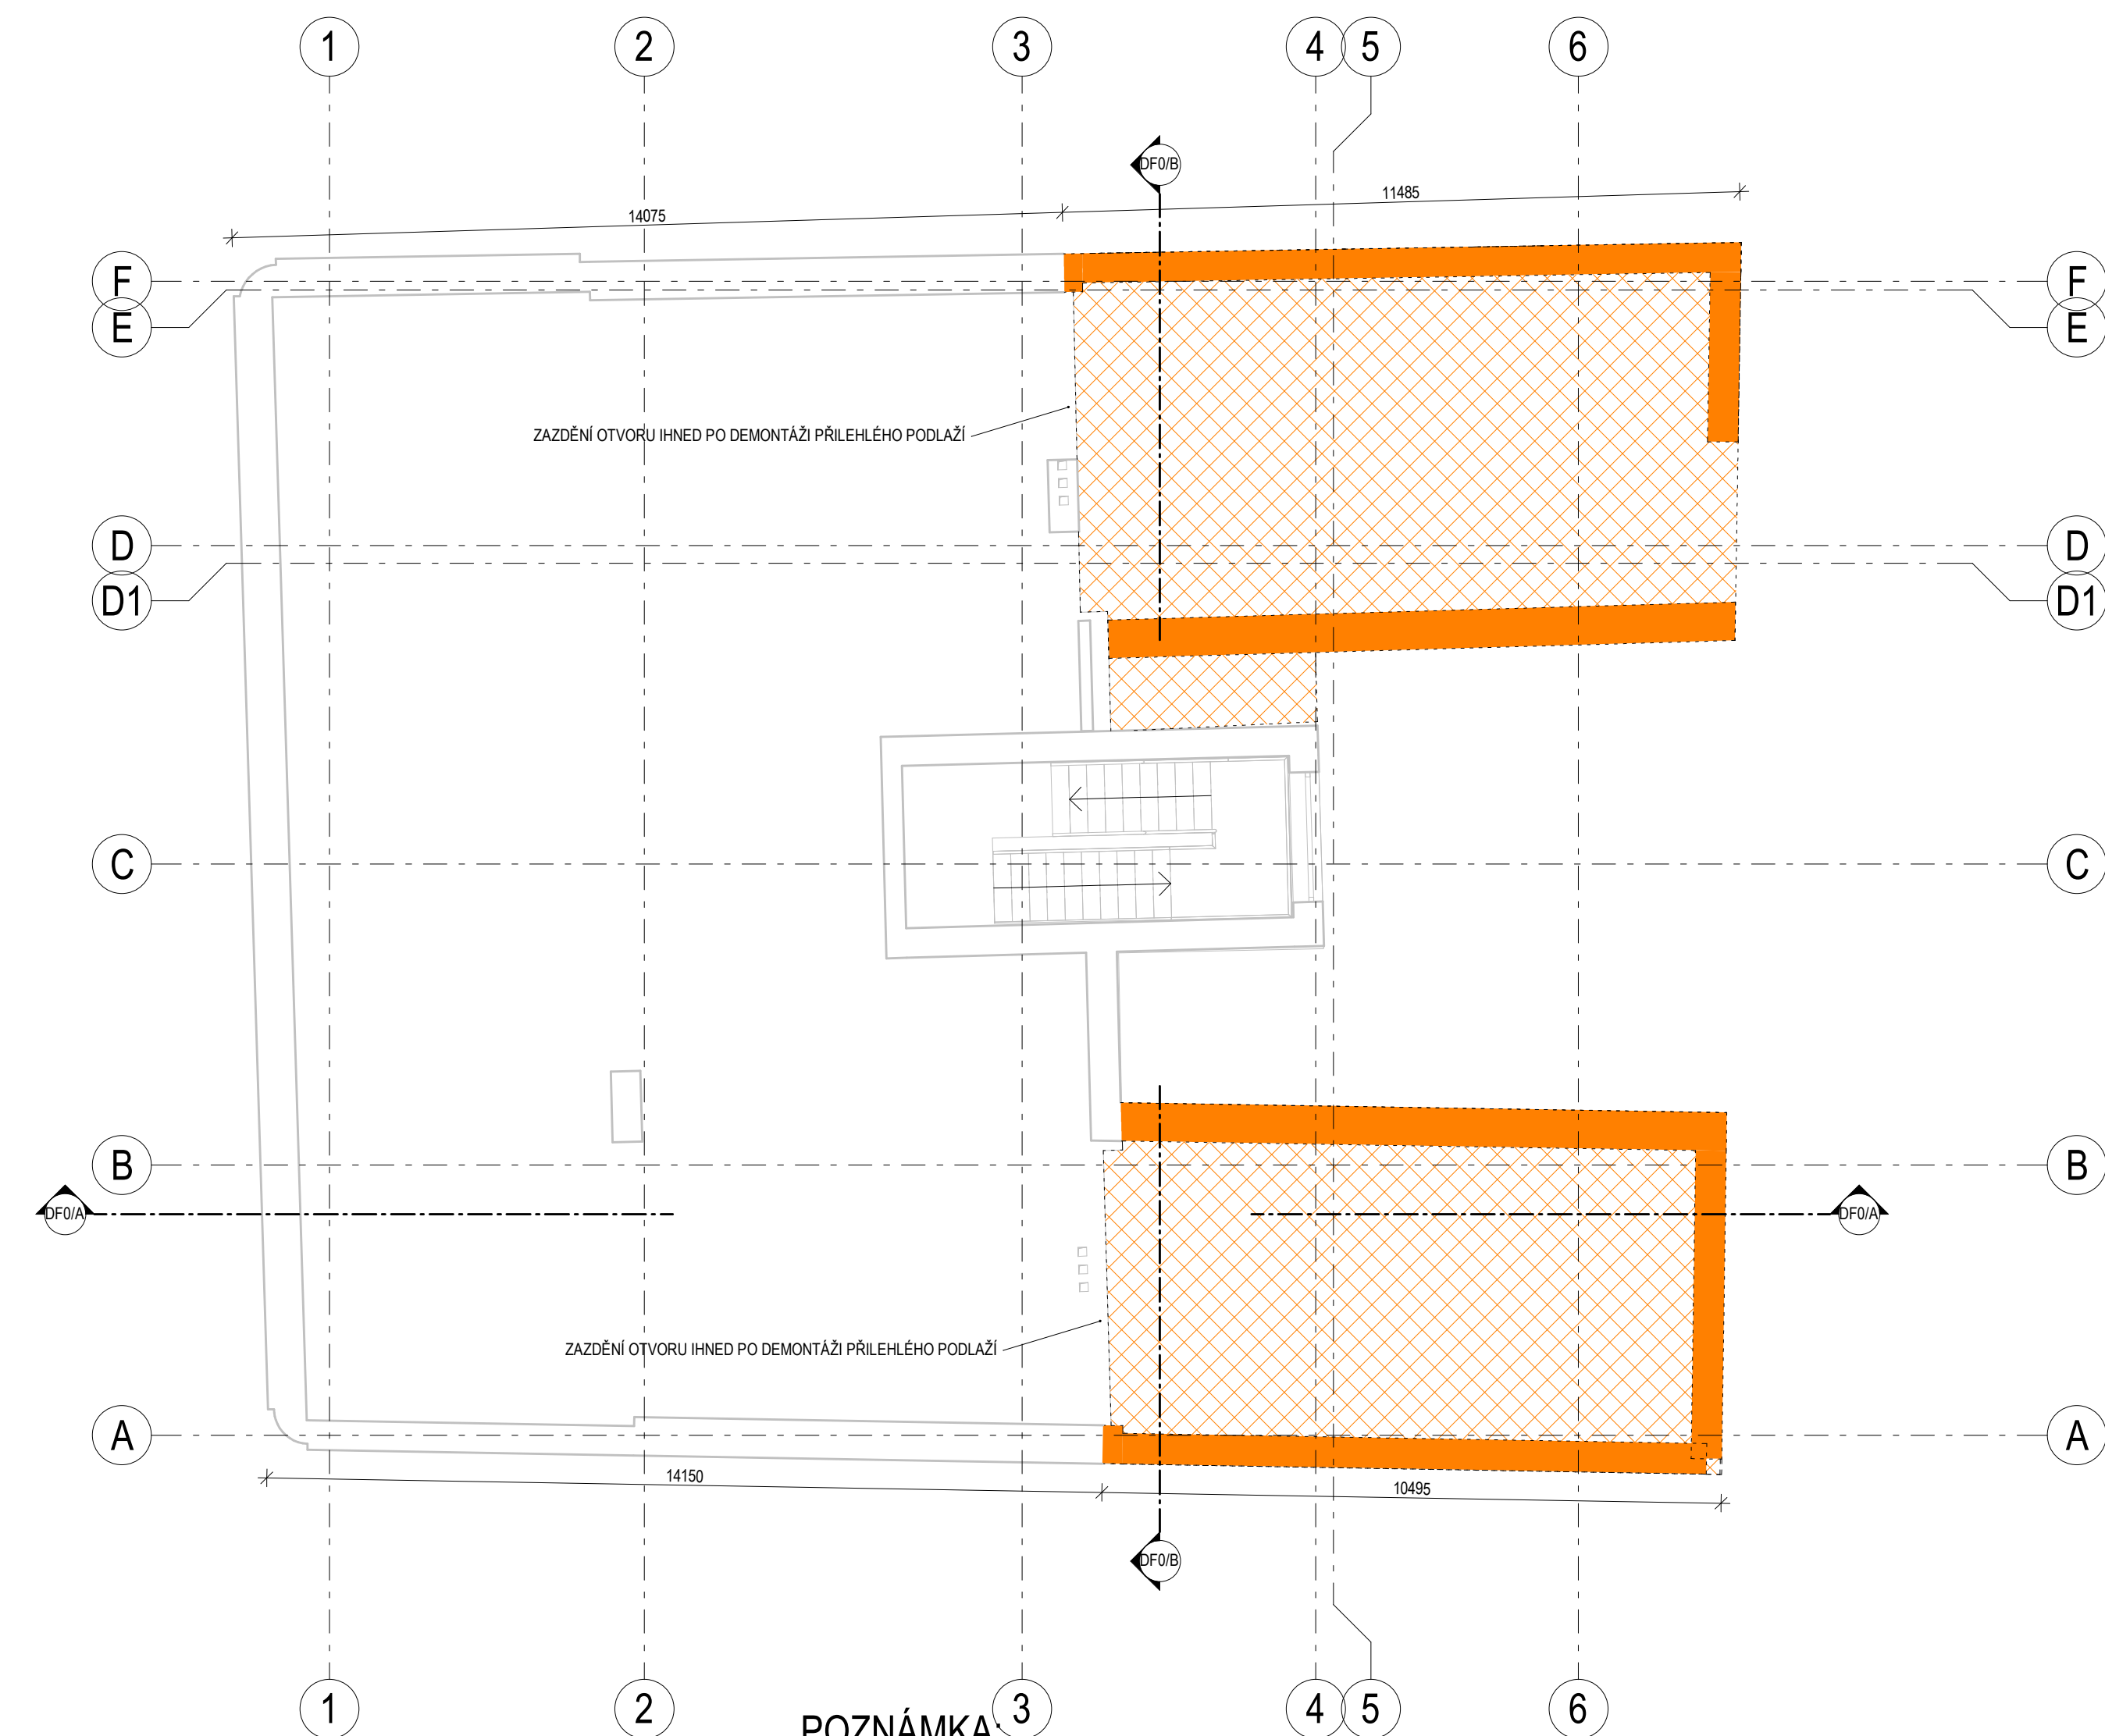 1 2 3 4 5 6
DF0/B
14075 11485
F F
E E
ZAZDĚNÍ OTVORU IHNED PO DEMONTÁŽI PŘILEHLÉHO PODLAŽÍ
D D
D1 D1
C C
B B
DF0/A DF0/A
ZAZDĚNÍ OTVORU IHNED PO DEMONTÁŽI PŘILEHLÉHO PODLAŽÍ
A A
14150 10495
DF0/B
1 2 3 4 5 6
POZNÁMKA: